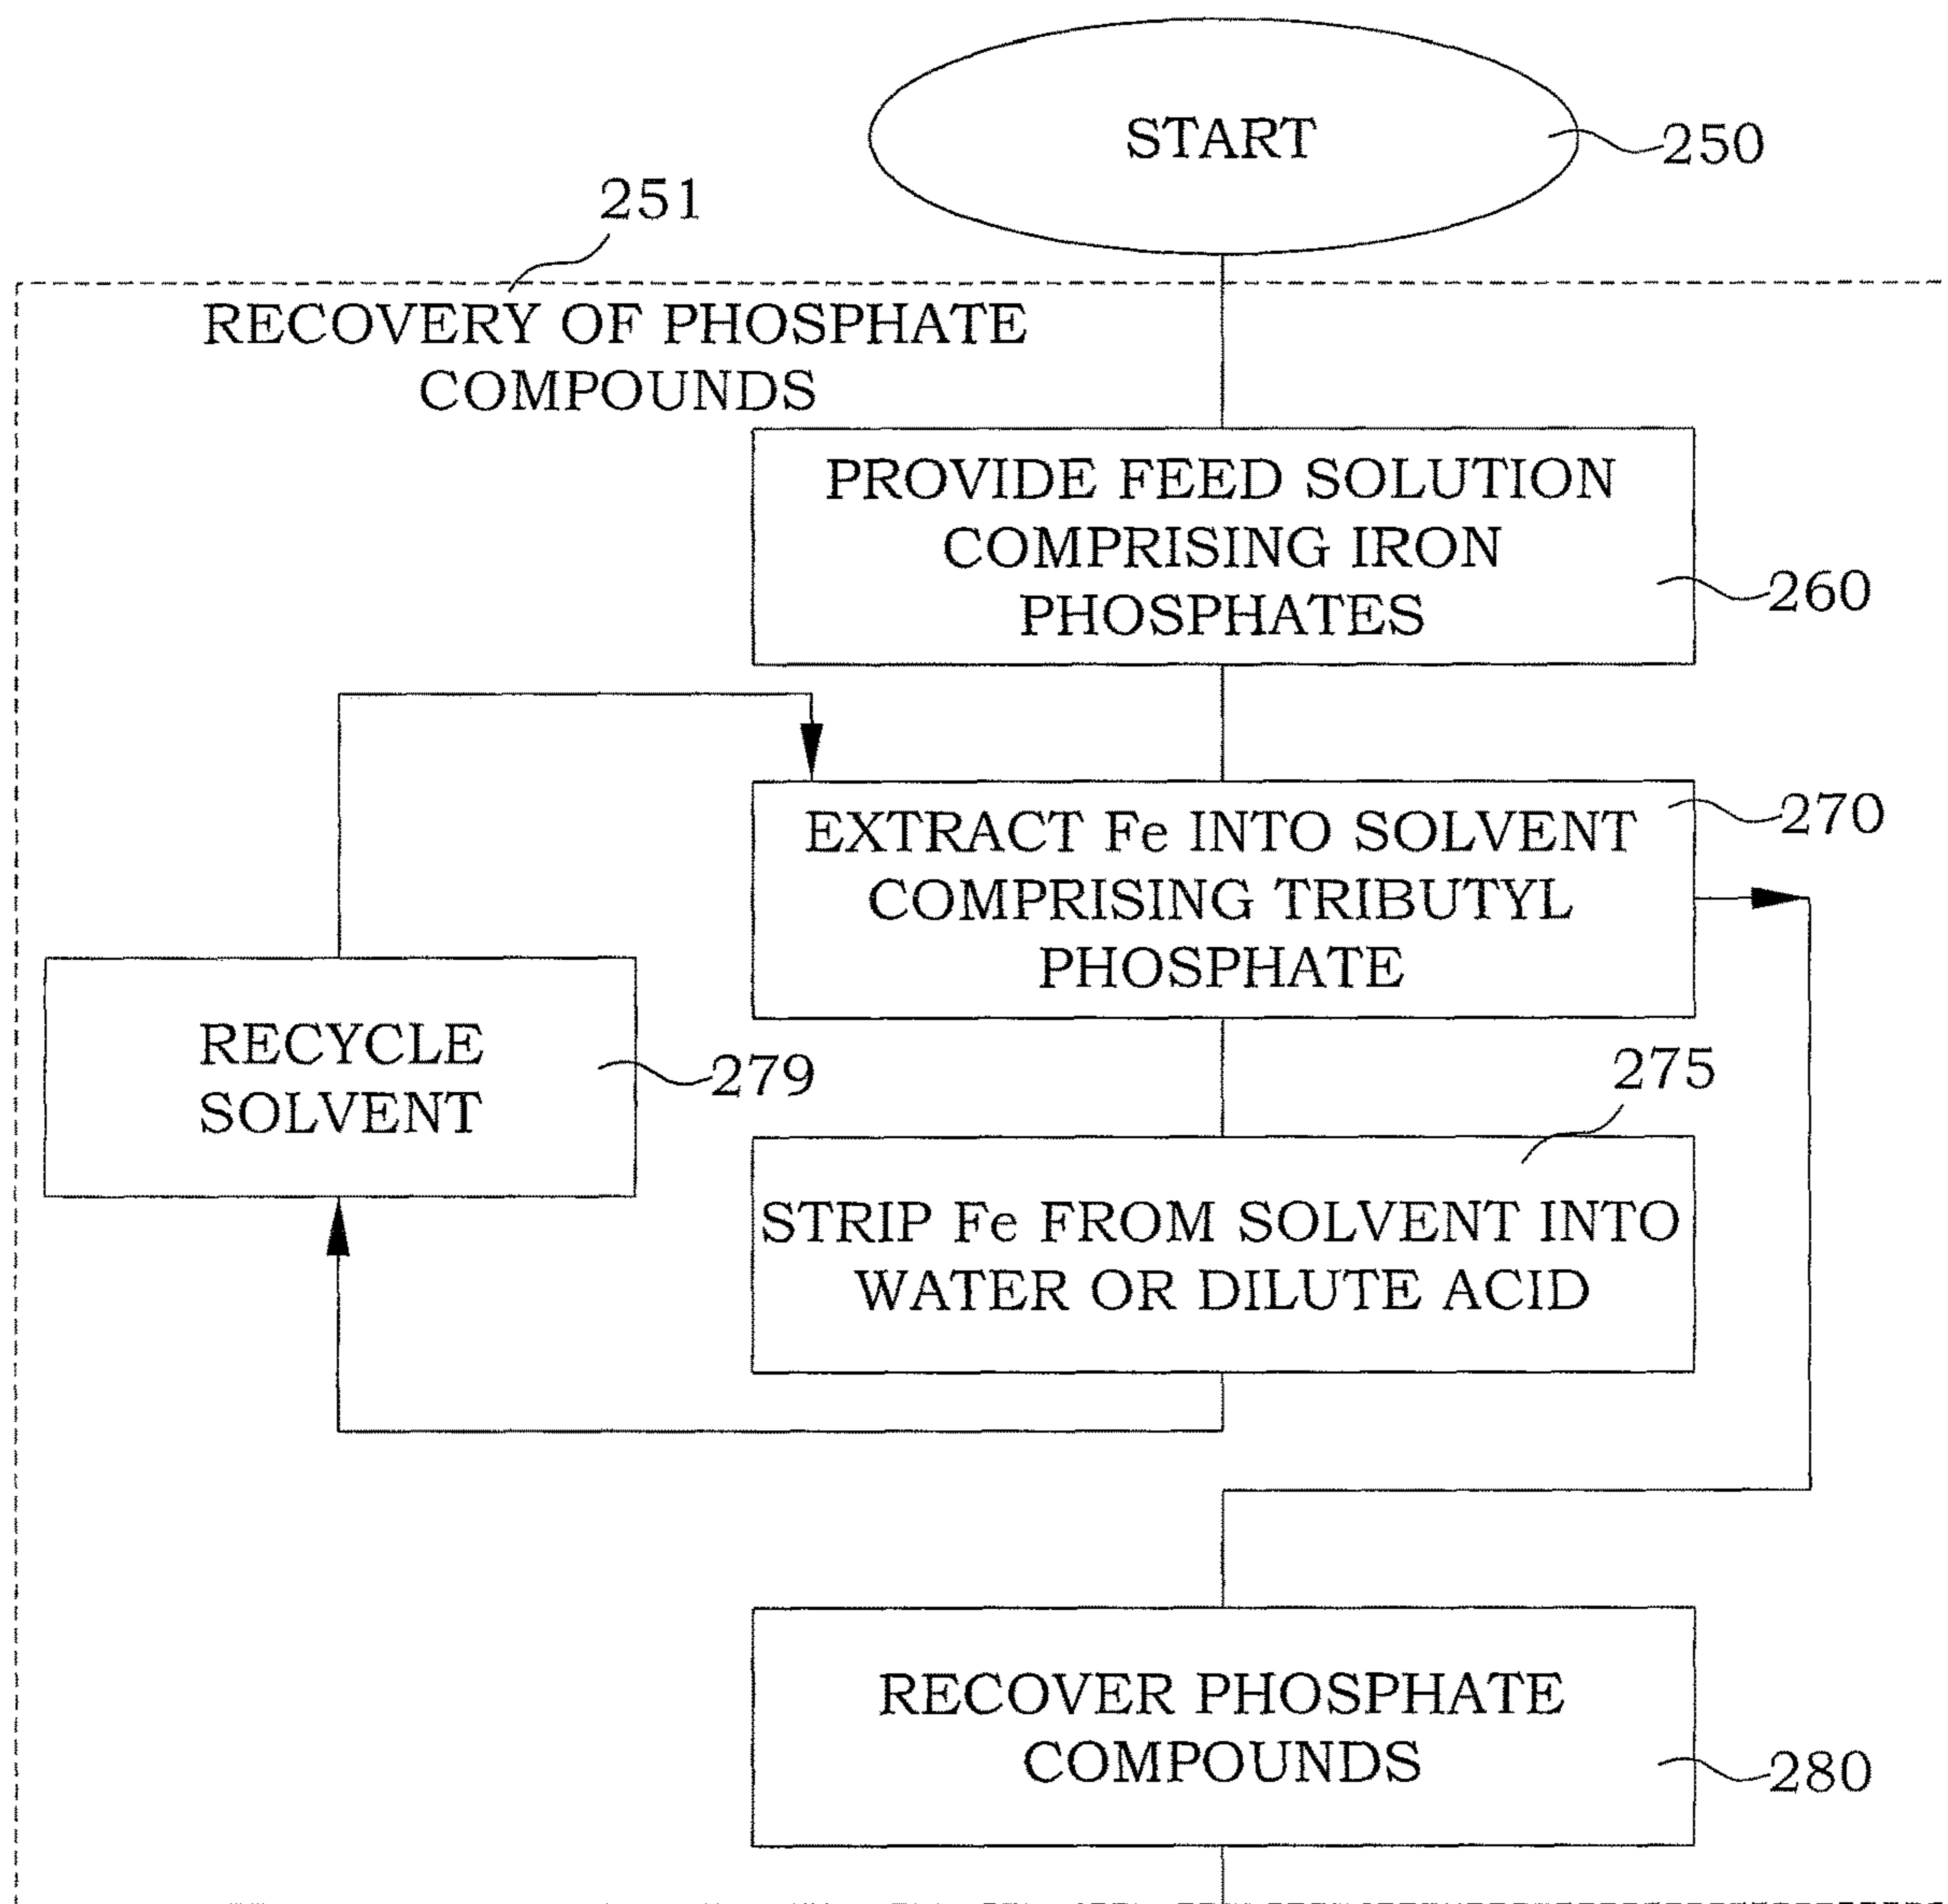 START
250
251
RECOVERY OF PHOSPHATE
COMPOUNDS
PROVIDE FEED SOLUTION
COMPRISING IRON
PHOSPHATES
260
EXTRACT Fe INTO SOLVENT
COMPRISING TRIBUTYL
PHOSPHATE
270
RECYCLE
SOLVENT
279
275
STRIP Fe FROM SOLVENT INTO
WATER OR DILUTE ACID
RECOVER PHOSPHATE
COMPOUNDS
280